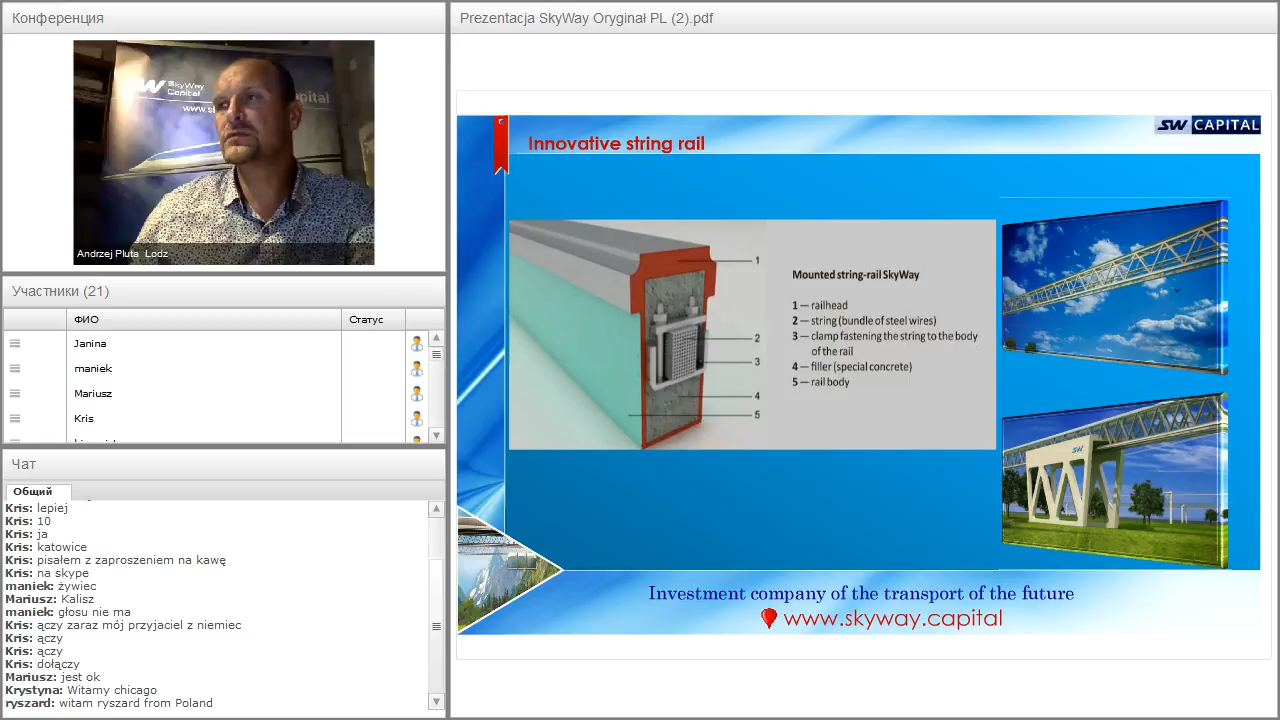 Конференция
SkyWay
Capital
Capital
Andrzej Pluta Lodz
Участники (21)
ФИО
Статус
Janina
maniek
Mariusz
Kris
Чат
Общий
Kris: lepiej
Kris: 10
Kris: ja
Kris: katowice
Kris: pisałem z zaproszeniem na kawę
Kris: na skype
maniek: żywiec
Mariusz: Kalisz
maniek: głosu nie ma
Kris: ączy zaraz mój przyjaciel z niemiec
Kris: ączy
Kris: ączy
Kris: dołączy
Mariusz: jest ok
Krystyna: Witamy chicago
ryszard: witam ryszard from Poland
Prezentacja SkyWay Oryginał PL (2).pdf
Innovative string rail
SW CAPITAL
1
2
3
4
5
Mounted string-rail SkyWay
1 — railhead
2 — string (bundle of steel wires)
3 — clamp fastening the string to the body
of the rail
4 — filler (special concrete)
5 — rail body
SW
Investment company of the transport of the future
www.skyway.capital